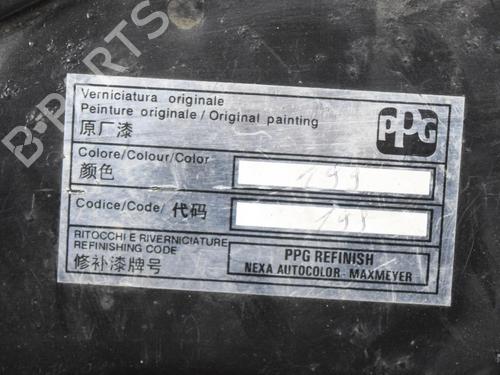 Verniciatura originale
Peinture originale / Original painting
原厂漆
PPG
Colore/Colour/Color
颜色
199
Codice/Code/ 代码
RITOCCHI E RIVERNICIATURE
REFINISHING CODE
修补漆牌号
PPG REFINISH
NEXA AUTOCOLOR - MAXMEYER
B-PARTS